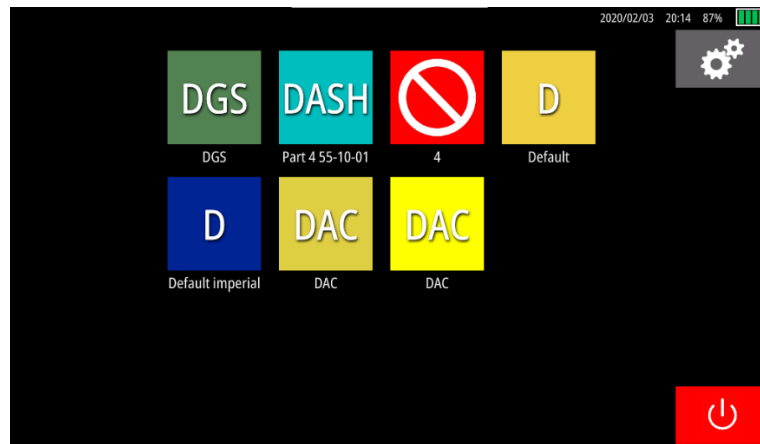 2020/02/03 20:14 87%
DGS DASH D
DGS Part 4 55-10-01 4 Default
D DAC DAC
Default imperial DAC DAC